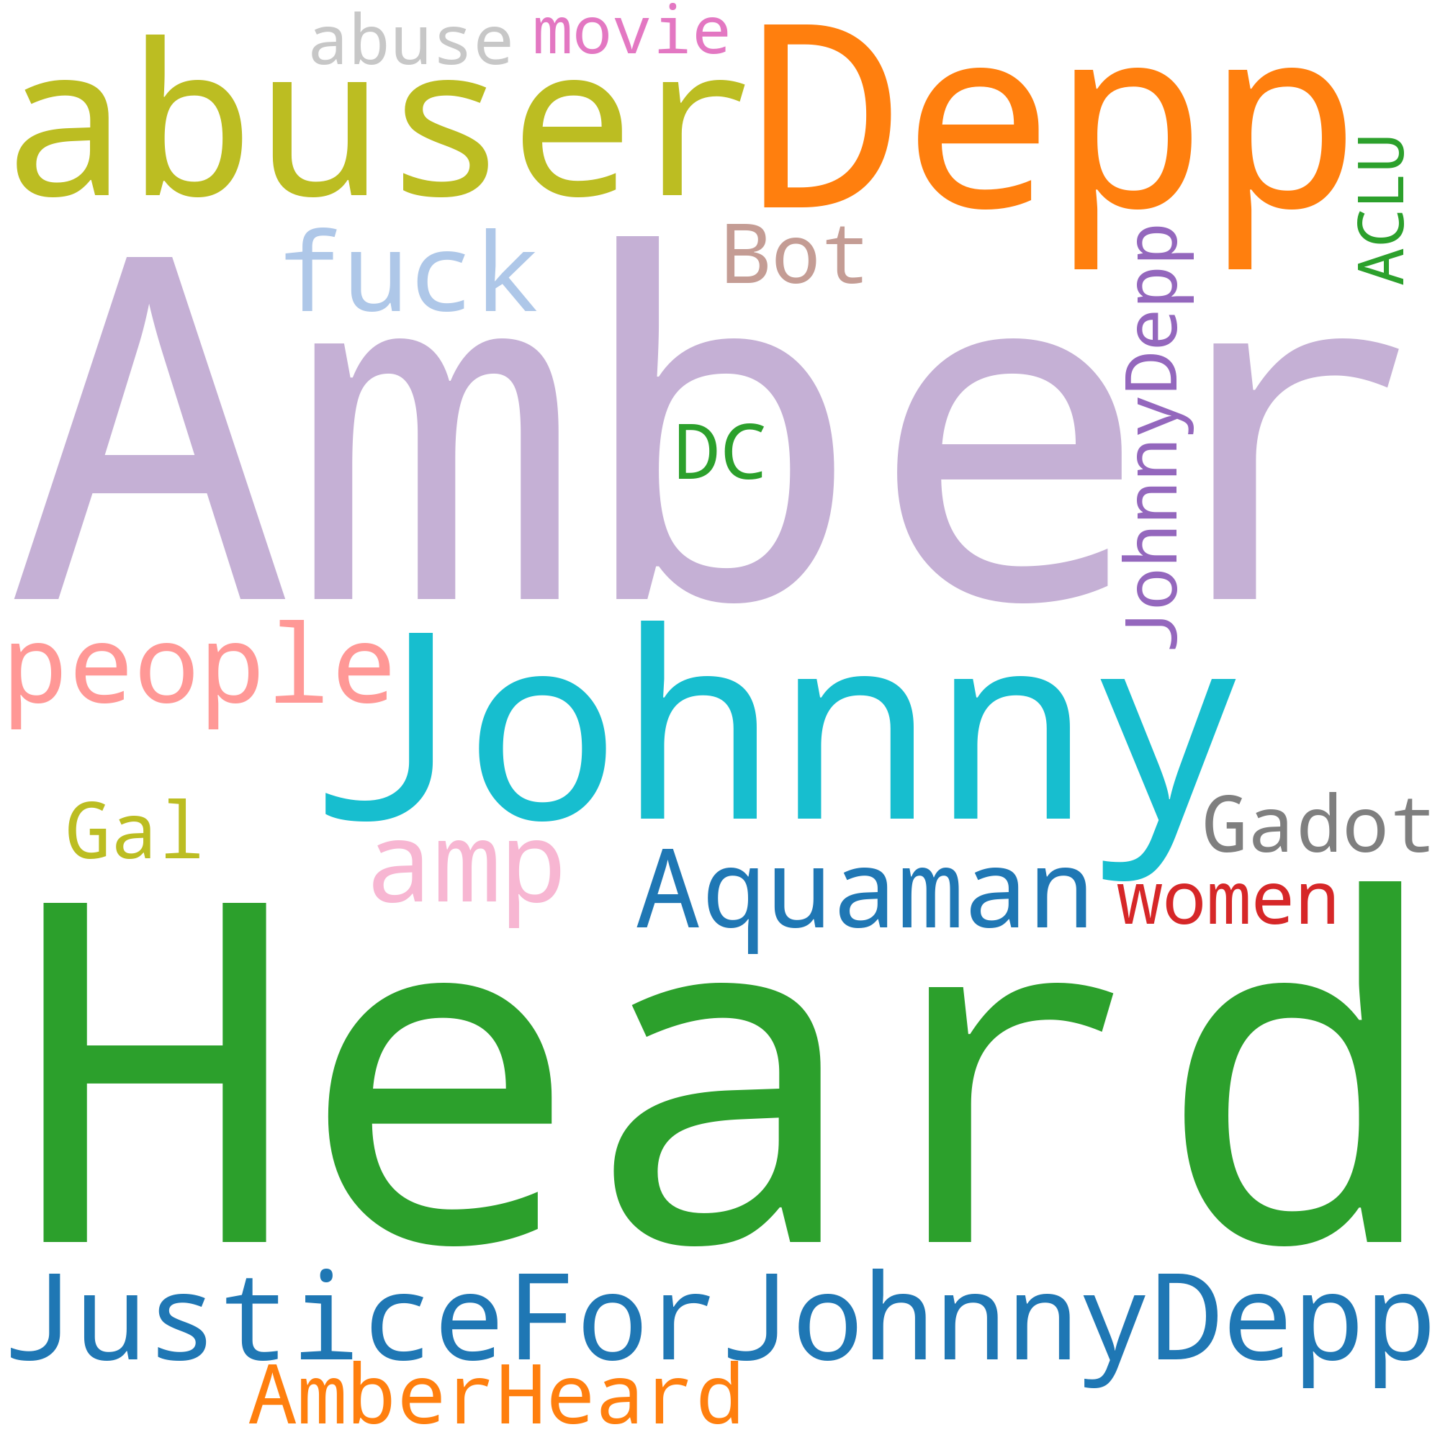 abuse movie
abuser Depp
ACLU
fuck Bot
JohnnyDepp
Amber
DC
people
Johnny
Gal Gadot
amp Aquaman women
Heard
JusticeForJohnnyDepp
AmberHeard